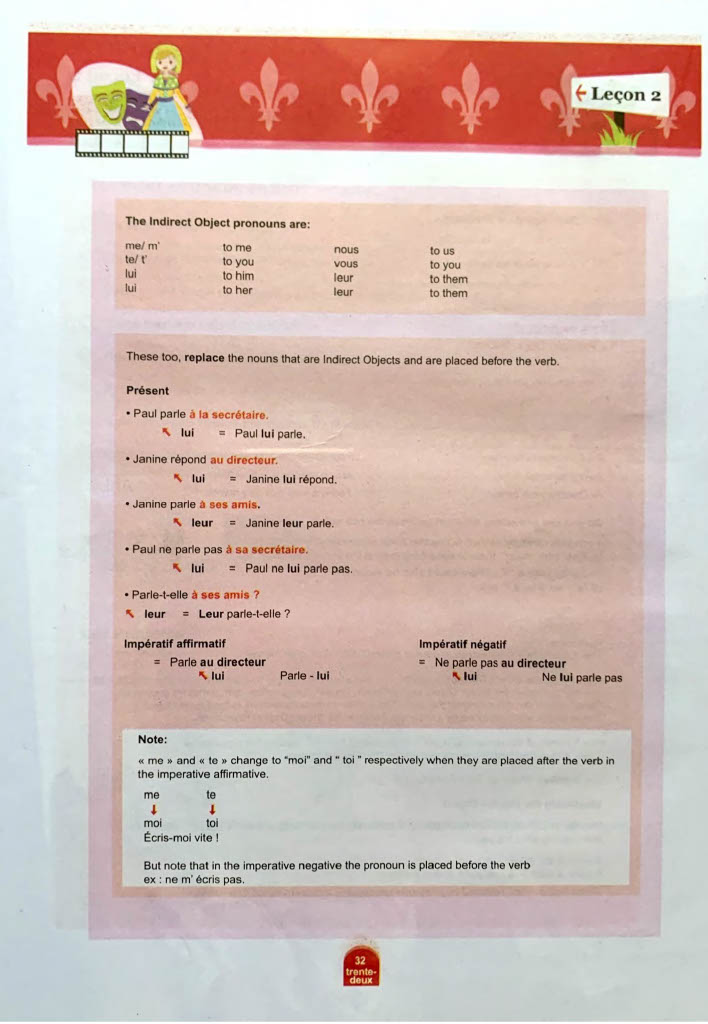 Leçon 2
The Indirect Object pronouns are:
me/ m' to me nous to us
te/ t' to you vous to you
lui to him leur to them
lui to her leur to them
These too, replace the nouns that are Indirect Objects and are placed before the verb.
Présent
• Paul parle à la secrétaire.
lui = Paul lui parle.
• Janine répond au directeur.
lui = Janine lui répond.
• Janine parle à ses amis.
leur = Janine leur parle.
• Paul ne parle pas à sa secrétaire.
lui = Paul ne lui parle pas.
• Parle-t-elle à ses amis ?
leur = Leur parle-t-elle ?
Impératif affirmatif Impératif négatif
= Parle au directeur = Ne parle pas au directeur
lui Parle - lui lui Ne lui parle pas
Note:
« me » and « te » change to "moi" and " toi " respectively when they are placed after the verb in
the imperative affirmative.
me te
moi toi
Écris-moi vite !
But note that in the imperative negative the pronoun is placed before the verb
ex : ne m' écris pas.
32
trente-
deux